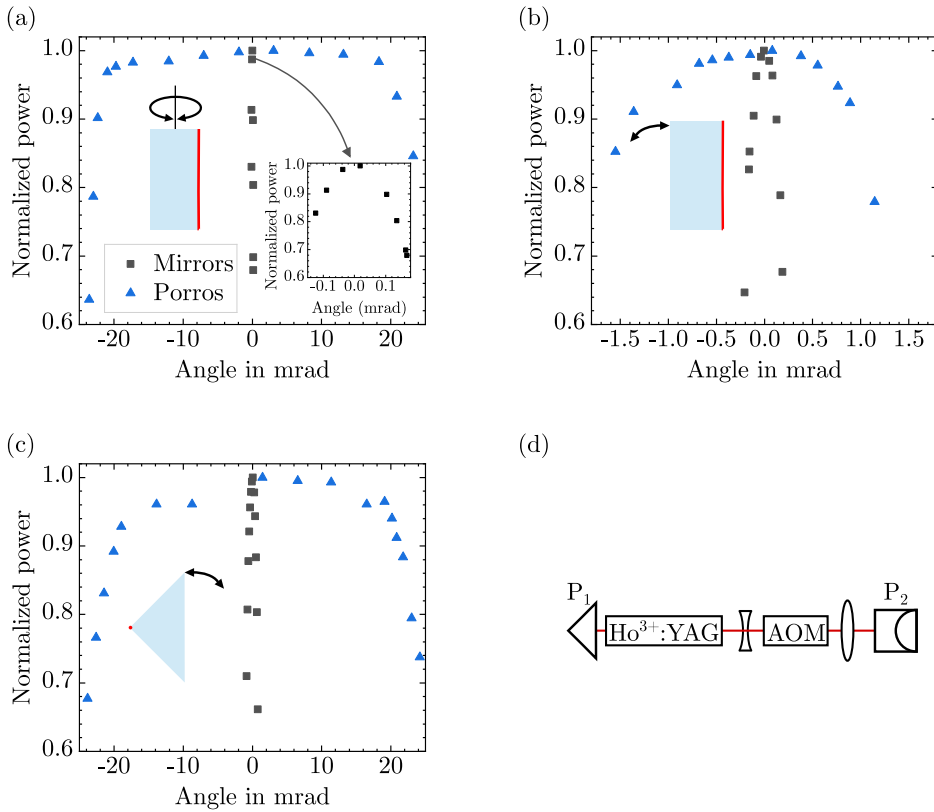 (a)
Normalized power
1.0
0.9
0.8
0.7
0.6
-20
-10
0
10
20
Angle in mrad
Mirrors
Porros
Normalized power
1.0
0.9
0.8
0.7
0.6
-0.1
0.0
0.1
Angle (mrad)
(b)
Normalized power
1.0
0.9
0.8
0.7
0.6
-1.5
-1.0
-0.5
0.0
0.5
1.0
1.5
Angle in mrad
(c)
Normalized power
1.0
0.9
0.8
0.7
0.6
-20
-10
0
10
20
Angle in mrad
(d)
P₁
Ho³⁺:YAG
AOM
P₂